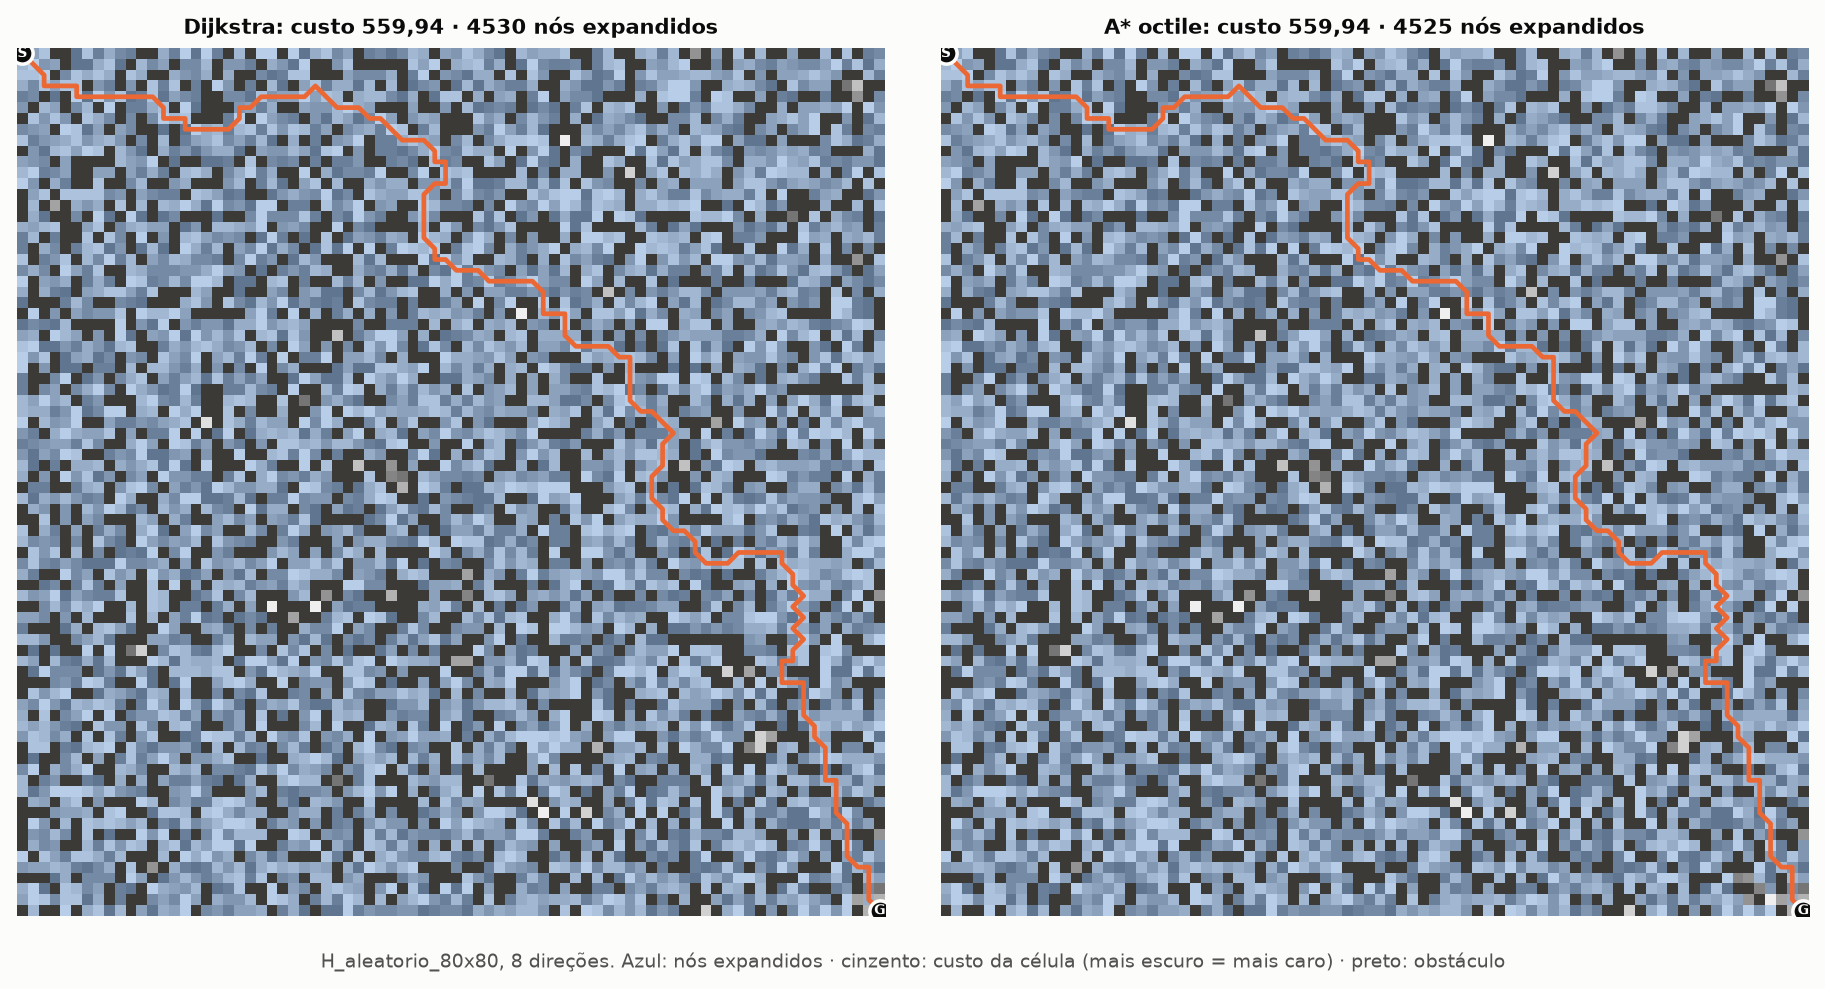 Dijkstra: custo 559,94 · 4530 nós expandidos
A* octile: custo 559,94 · 4525 nós expandidos
S
S
G
G
H_aleatorio_80x80, 8 direções. Azul: nós expandidos · cinzento: custo da célula (mais escuro = mais caro) · preto: obstáculo